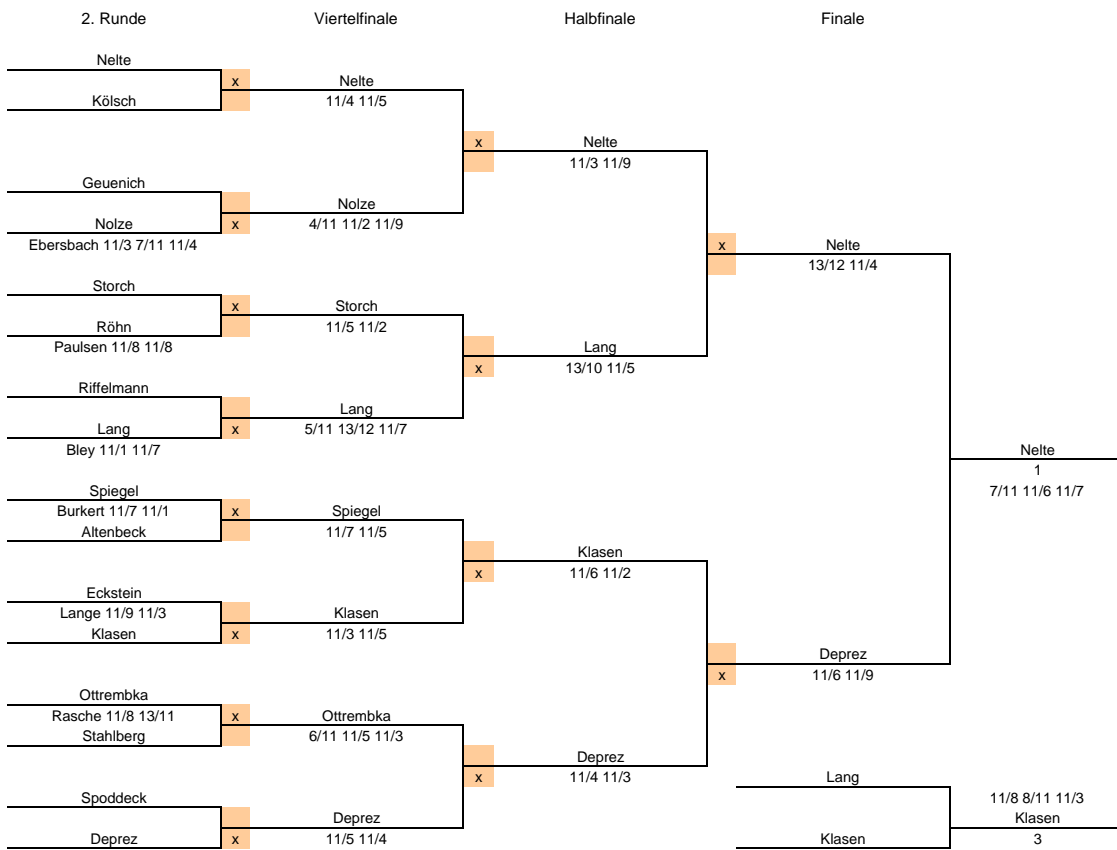 2. Runde
Viertelfinale
Halbfinale
Finale
Nelte
x
Kölsch
Nelte
11/4 11/5
x
Nelte
11/3 11/9
Geuenich
Nolze
x
Ebersbach 11/3 7/11 11/4
Nolze
4/11 11/2 11/9
x
Nelte
13/12 11/4
Storch
x
Röhn
Paulsen 11/8 11/8
Storch
11/5 11/2
Lang
x
13/10 11/5
Riffelmann
Lang
x
Bley 11/1 11/7
Lang
5/11 13/12 11/7
Nelte
1
7/11 11/6 11/7
Spiegel
Burkert 11/7 11/1
x
Altenbeck
Spiegel
11/7 11/5
Klasen
x
11/6 11/2
Eckstein
Lange 11/9 11/3
Klasen
x
Klasen
11/3 11/5
Deprez
x
11/6 11/9
Ottrembka
Rasche 11/8 13/11
x
Stahlberg
Ottrembka
6/11 11/5 11/3
Deprez
x
11/4 11/3
Spoddeck
Deprez
x
Deprez
11/5 11/4
Lang
11/8 8/11 11/3
Klasen
Klasen
3